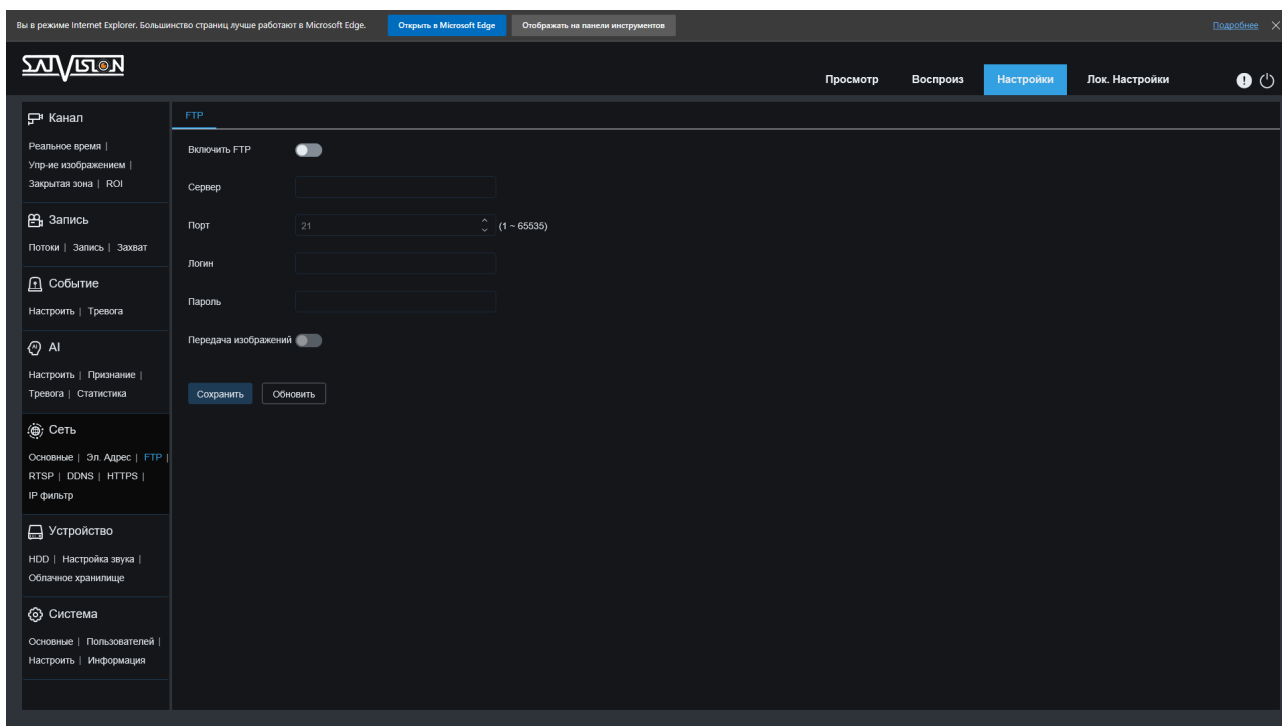 Вы в режиме Internet Explorer. Большинство страниц лучше работают в Microsoft Edge. Открыть в Microsoft Edge Отображать на панели инструментов Подробнее
SATVISION
Просмотр Воспроиз Настройки Лок. Настройки
Канал
Реальное время |
Упр-ие изображением |
Закрытая зона | ROI
Запись
Потоки | Запись | Захват
Событие
Настроить | Тревога
AI
Настроить | Признание |
Тревога | Статистика
Сеть
Основные | Эл. Адрес | FTP |
RTSP | DDNS | HTTPS |
IP фильтр
Устройство
HDD | Настройка звука |
Облачное хранилище
Система
Основные | Пользователей |
Настроить | Информация
FTP
Включить FTP
Сервер
Порт 21 (1 ~ 65535)
Логин
Пароль
Передача изображений
Сохранить Обновить